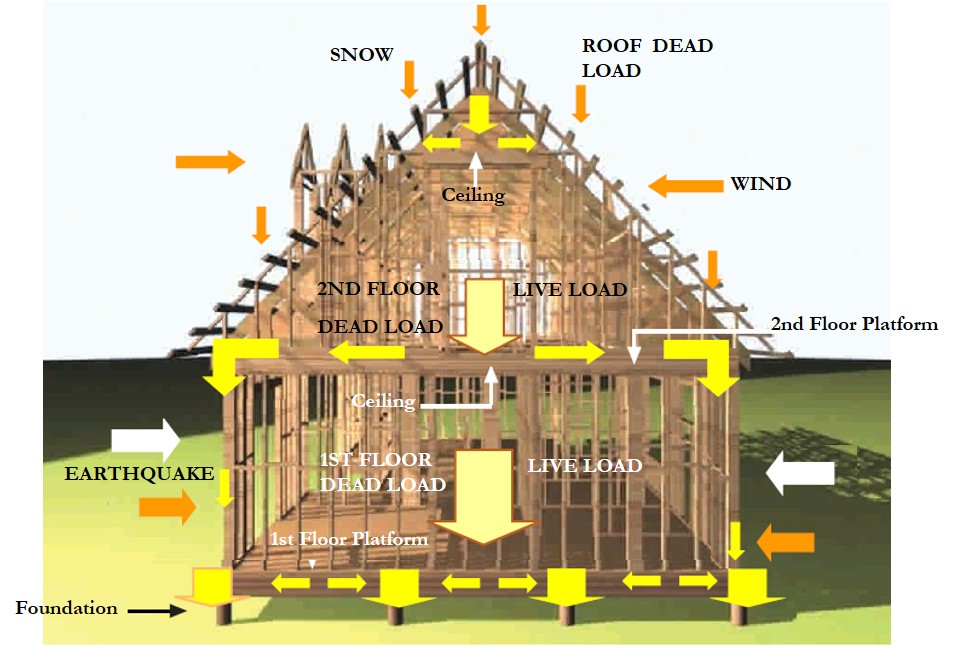 SNOW
ROOF DEAD
LOAD
WIND
Ceiling
2ND FLOOR
DEAD LOAD
LIVE LOAD
2nd Floor Platform
Ceiling
EARTHQUAKE
1ST FLOOR
DEAD LOAD
LIVE LOAD
1st Floor Platform
Foundation